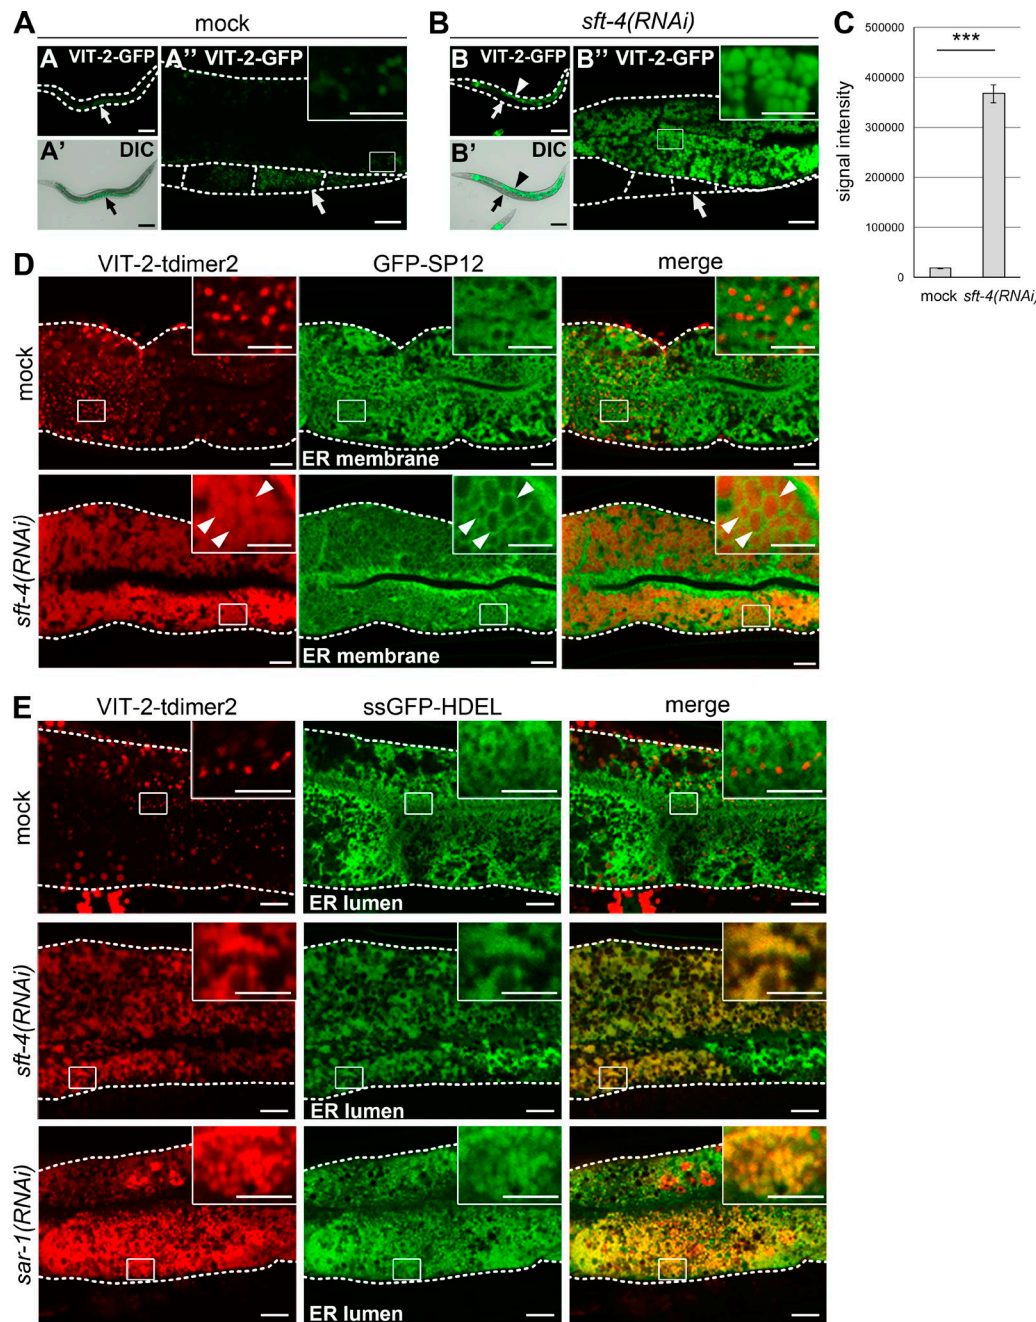 A mock
B sft-4(RNAi)
C
A VIT-2-GFP
A'' VIT-2-GFP
A' DIC
B VIT-2-GFP
B'' VIT-2-GFP
B' DIC
signal intensity
500000
400000
300000
200000
100000
0
***
mock sft-4(RNAi)
D
VIT-2-tdimer2 GFP-SP12 merge
mock
ER membrane
sft-4(RNAi)
ER membrane
E
VIT-2-tdimer2 ssGFP-HDEL merge
mock
ER lumen
sft-4(RNAi)
ER lumen
sar-1(RNAi)
ER lumen